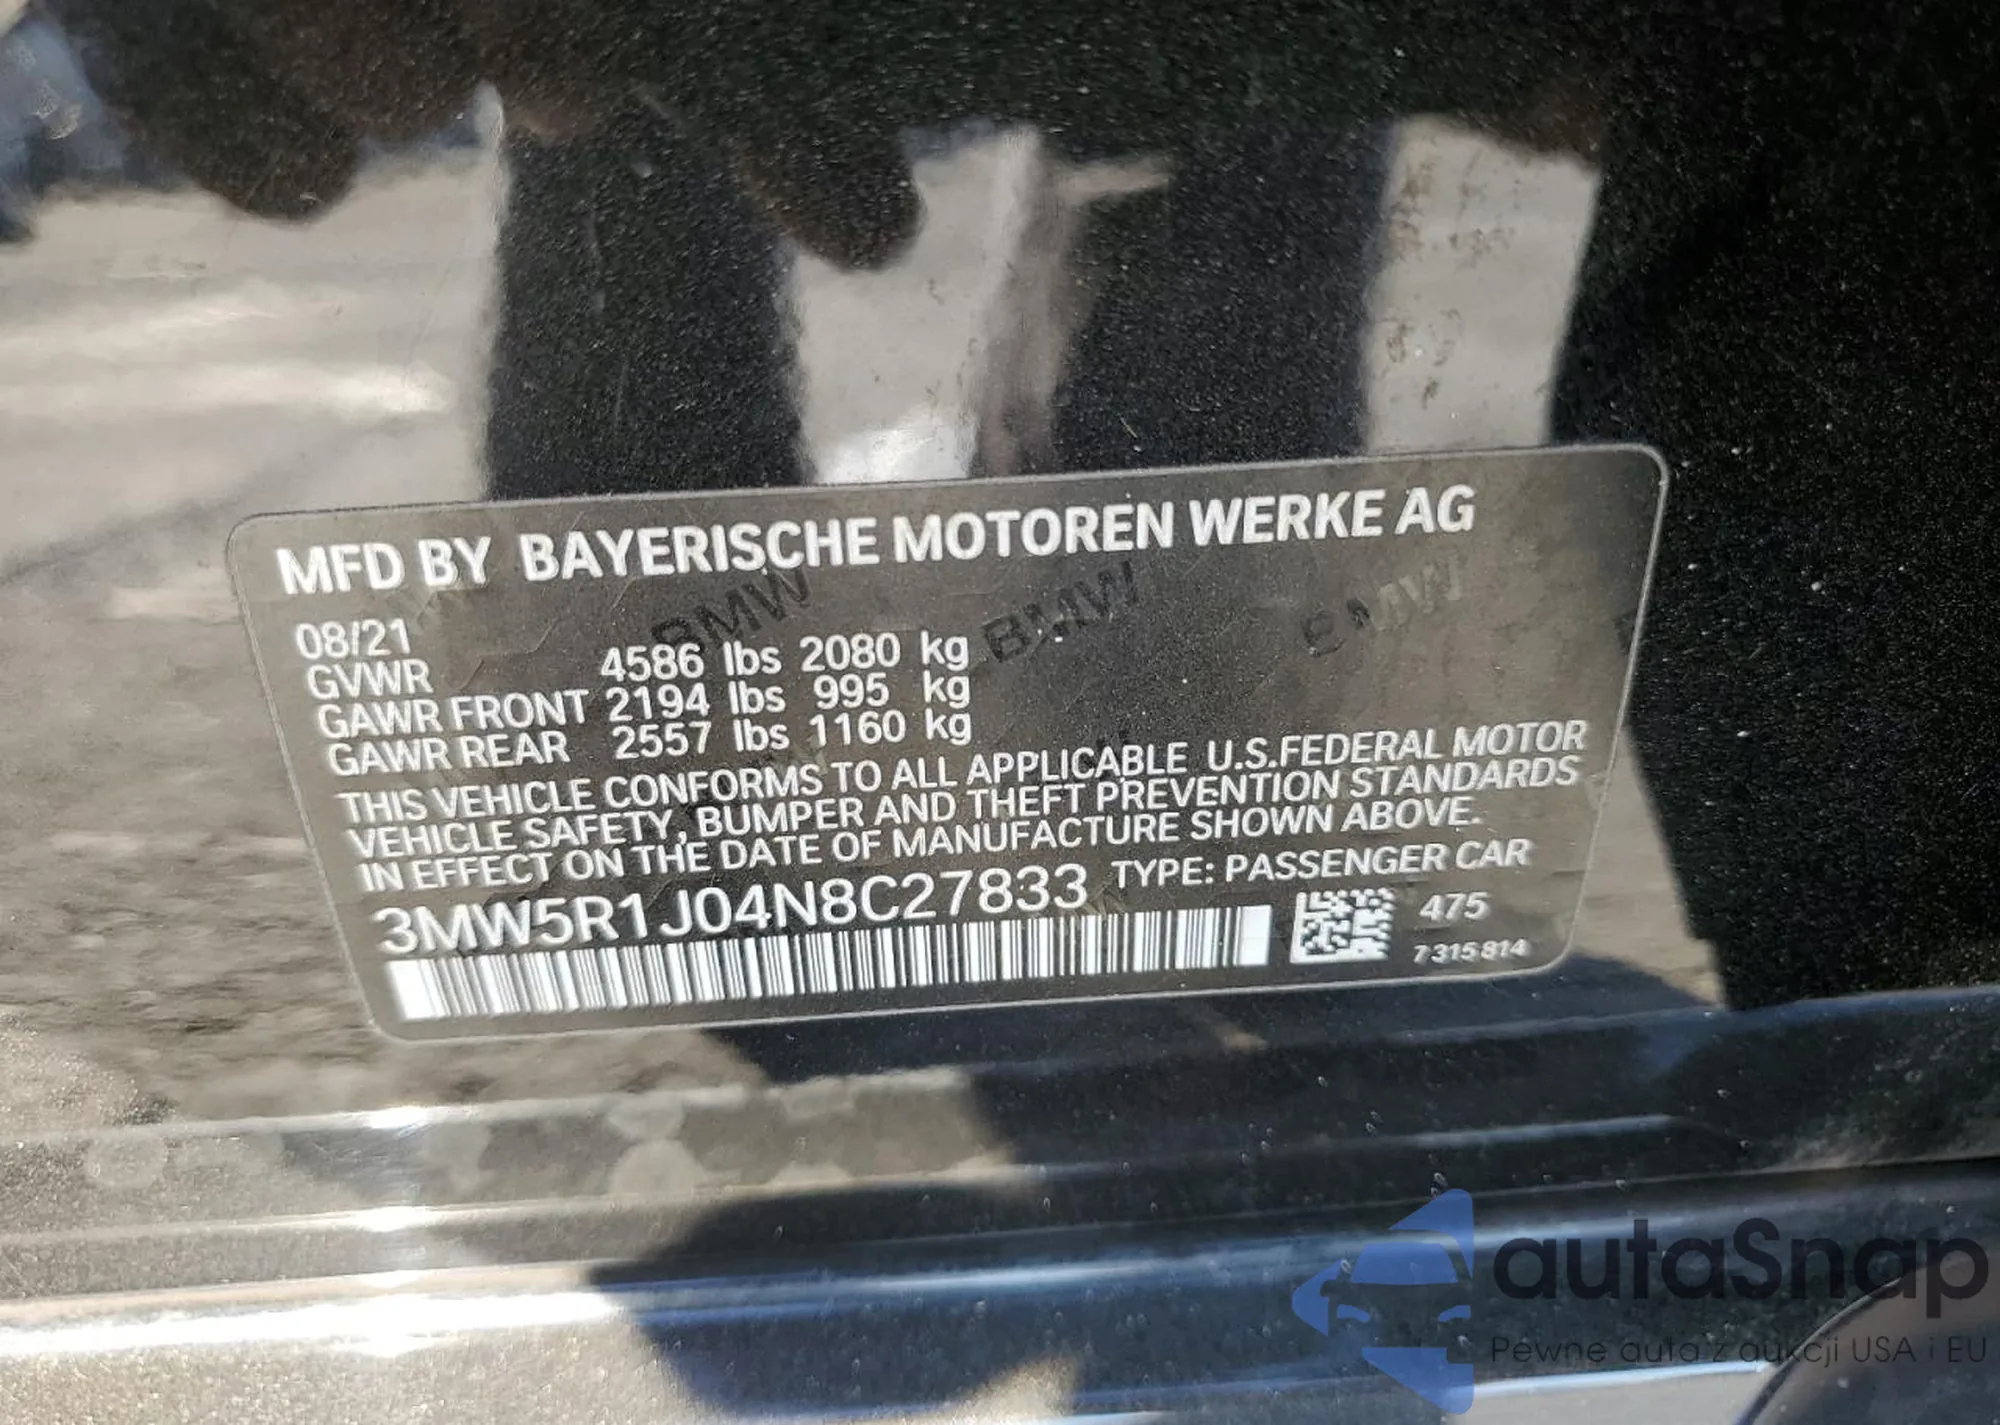 MFD BY BAYERISCHE MOTOREN WERKE AG
08/21
GVWR 4586 lbs 2080 kg
GAWR FRONT 2194 lbs 995 kg
GAWR REAR 2557 lbs 1160 kg
THIS VEHICLE CONFORMS TO ALL APPLICABLE U.S.FEDERAL MOTOR
VEHICLE SAFETY, BUMPER AND THEFT PREVENTION STANDARDS
IN EFFECT ON THE DATE OF MANUFACTURE SHOWN ABOVE.
3MW5R1J04N8C27833 TYPE: PASSENGER CAR
475
7315814
BMW BMW BMW
autaSnap
Pewne auta z aukcji USA i EU